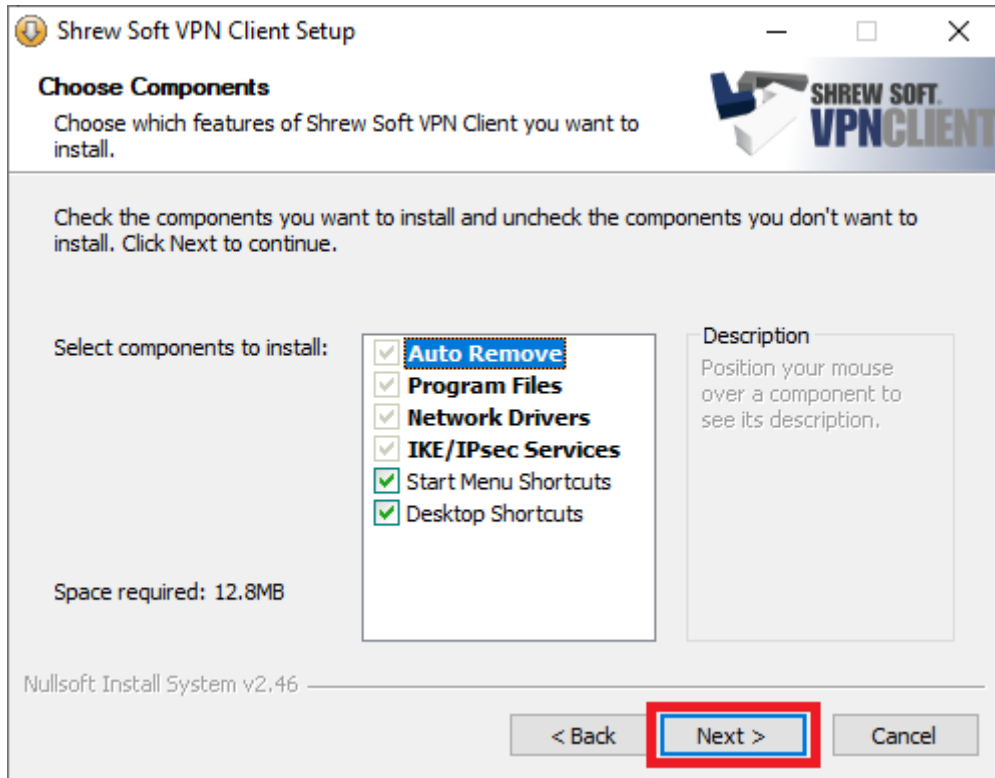 Shrew Soft VPN Client Setup
Choose Components
Choose which features of Shrew Soft VPN Client you want to
install.
SHREW SOFT.
VPNCLIENT
Check the components you want to install and uncheck the components you don't want to
install. Click Next to continue.
Select components to install:
Auto Remove
Program Files
Network Drivers
IKE/IPsec Services
Start Menu Shortcuts
Desktop Shortcuts
Description
Position your mouse
over a component to
see its description.
Space required: 12.8MB
Nullsoft Install System v2.46
< Back
Next >
Cancel